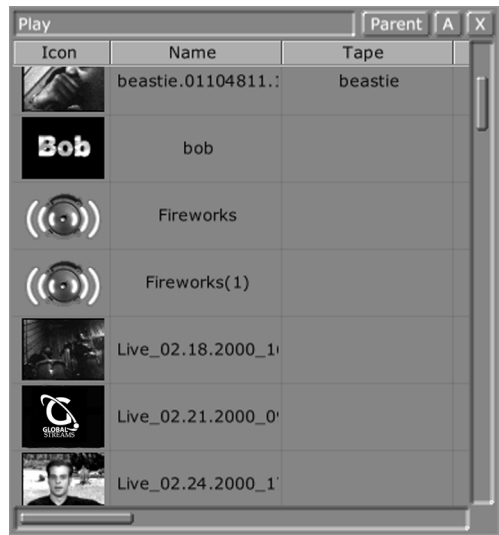 Play Parent A X
Icon Name Tape
beastie.01104811. beastie
Bob bob
Fireworks
Fireworks(1)
Live_02.18.2000_1
Live_02.21.2000_0
GLOBAL
STREAMS
Live_02.24.2000_1